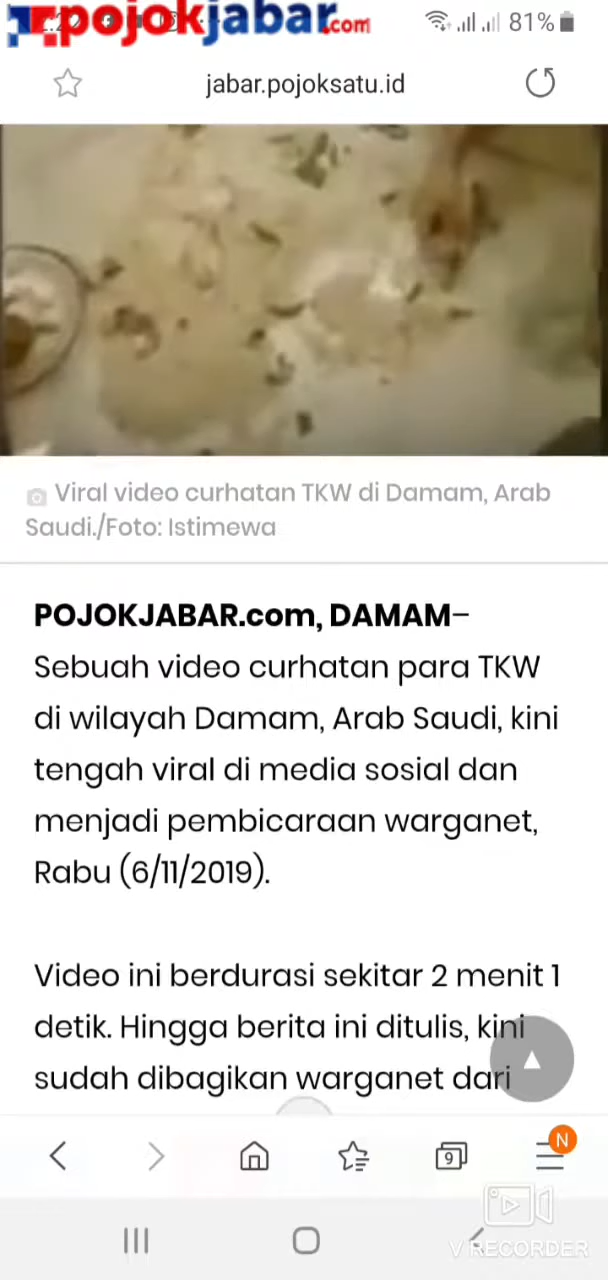 pojokjabar.com
81%
jabar.pojoksatu.id
Viral video curhatan TKW di Damam, Arab
Saudi./Foto: Istimewa
POJOKJABAR.com, DAMAM–
Sebuah video curhatan para TKW
di wilayah Damam, Arab Saudi, kini
tengah viral di media sosial dan
menjadi pembicaraan warganet,
Rabu (6/11/2019).
Video ini berdurasi sekitar 2 menit 1
detik. Hingga berita ini ditulis, kini
sudah dibagikan warganet dari
9
N
V RECORDER